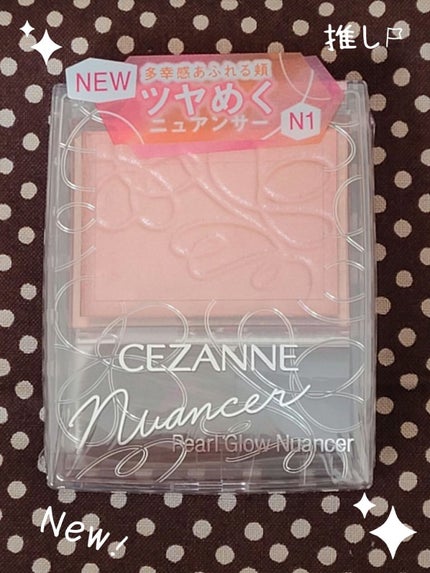 推し
NEW
多幸感あふれる頬
ツヤめく
ニュアンサー
N1
CEZANNE
Nuancer
Pearl Glow Nuancer
New!